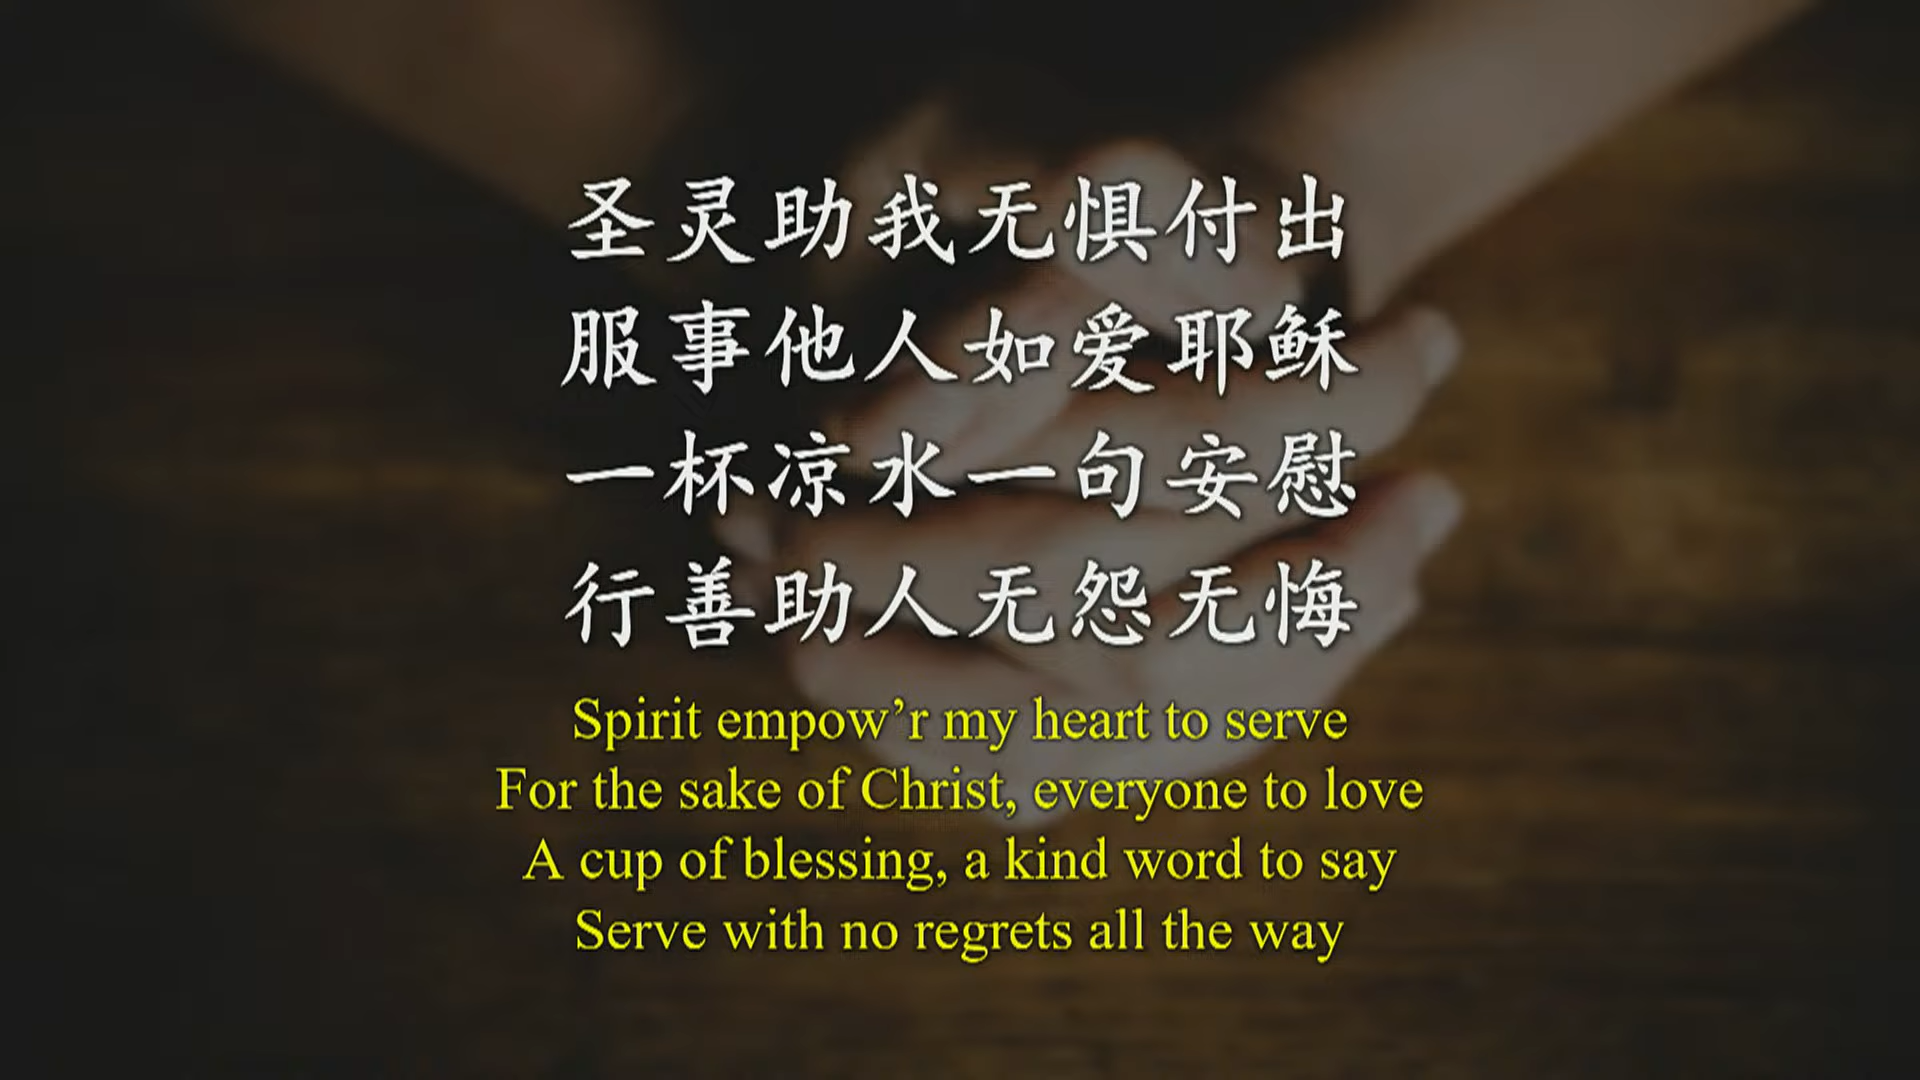 圣灵助我无惧付出
服事他人如爱耶稣
一杯凉水一句安慰
行善助人无怨无悔
Spirit empow’r my heart to serve
For the sake of Christ, everyone to love
A cup of blessing, a kind word to say
Serve with no regrets all the way